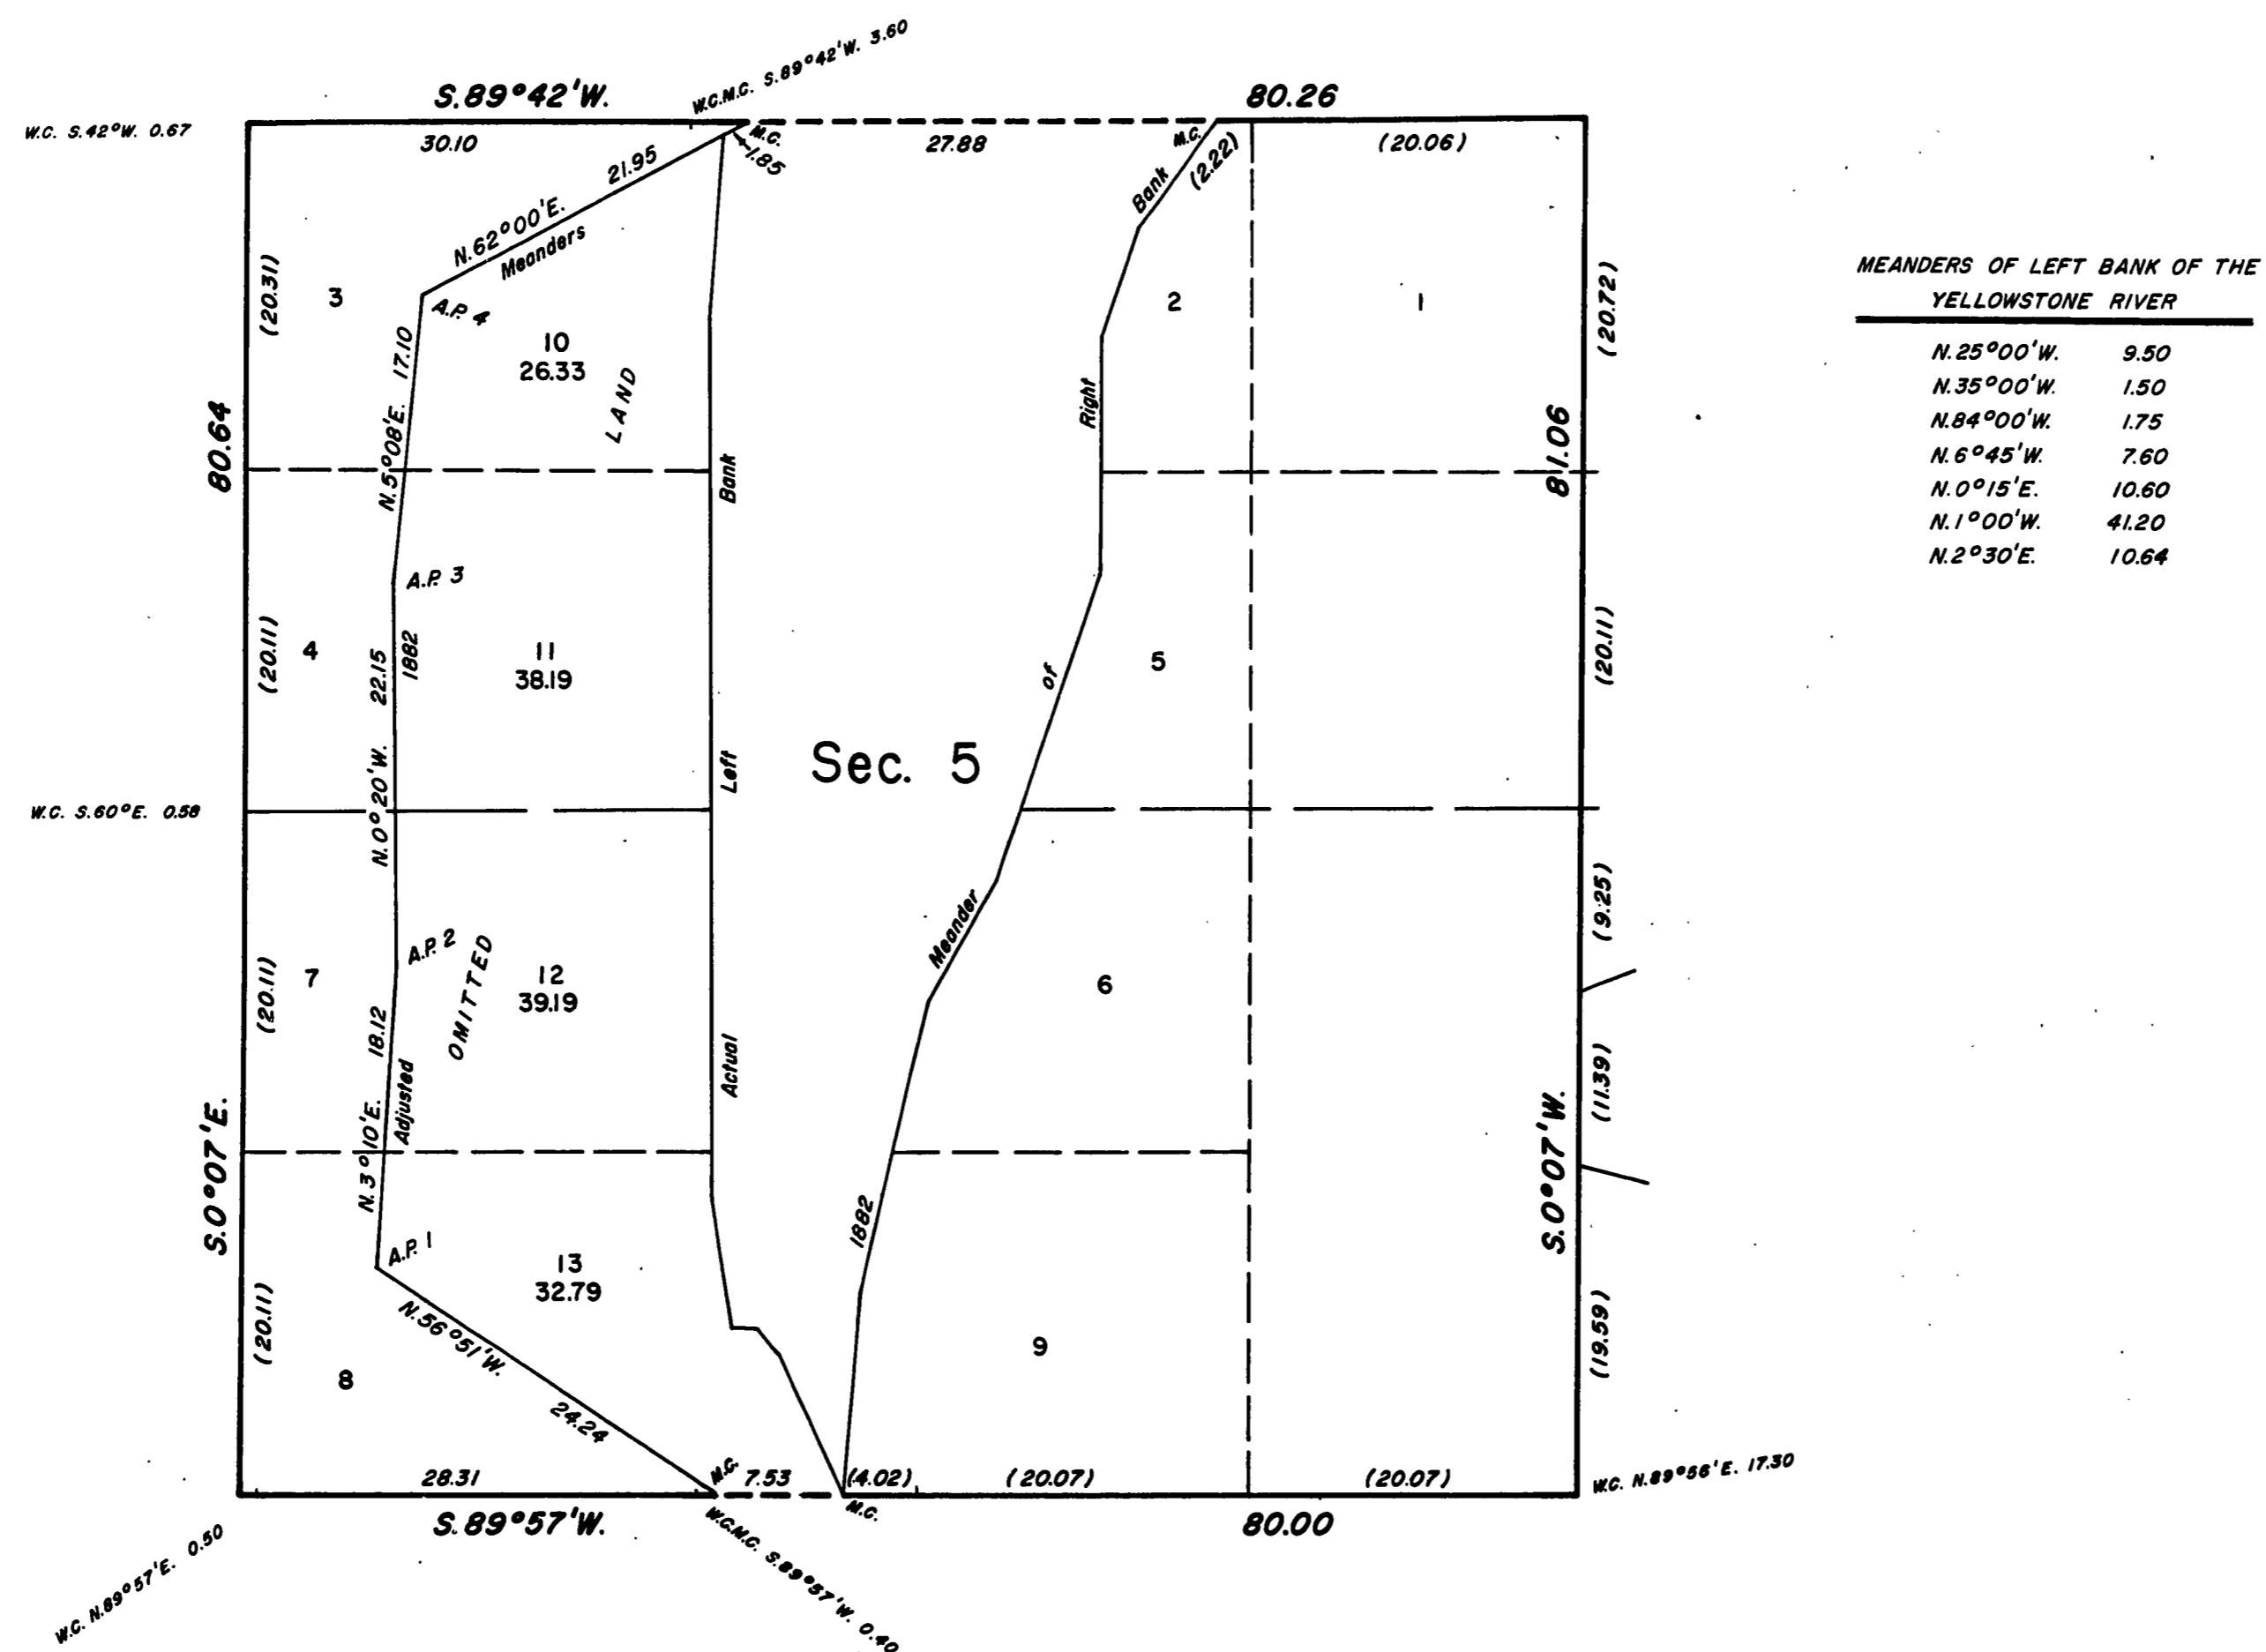 W.C.M.C. S.89°42'W. 3.60
S.89°42'W.
80.26
W.C. S.42°W. 0.67
30.10
M.C.
1.85
27.88
M.C.
(2.22)
(20.06)
21.95
N.62°00'E.
Meanders
Bank
(20.31)
3
A.P. 4
2
1
(20.72)
MEANDERS OF LEFT BANK OF THE
YELLOWSTONE RIVER
N.25°00'W. 9.50
N.35°00'W. 1.50
N.84°00'W. 1.75
N.6°45'W. 7.60
N.0°15'E. 10.60
N.1°00'W. 41.20
N.2°30'E. 10.64
17.10
10
26.33
LAND
Right
80.64
N.5°08'E.
Bank
81.06
A.P. 3
(20.11)
4
22.15
1882
11
38.19
of
5
(20.11)
Sec. 5
Left
N.0°20'W.
W.C. S.60°E. 0.58
(9.25)
Meander
A.P. 2
OMITTED
(20.11)
7
12
39.19
6
18.12
Adjusted
Actual
(11.39)
N.3°10'E.
S.0°07'E.
S.0°07'W.
1882
A.P. 1
13
32.79
(20.11)
N.56°51'W.
9
(19.59)
8
24.24
28.31
M.C.
7.53
(4.02)
(20.07)
(20.07)
W.C. N.89°56'E. 17.30
S.89°57'W.
M.C.
80.00
W.C. N.89°57'E. 0.50
W.C.M.C. S.89°57'W. 0.40